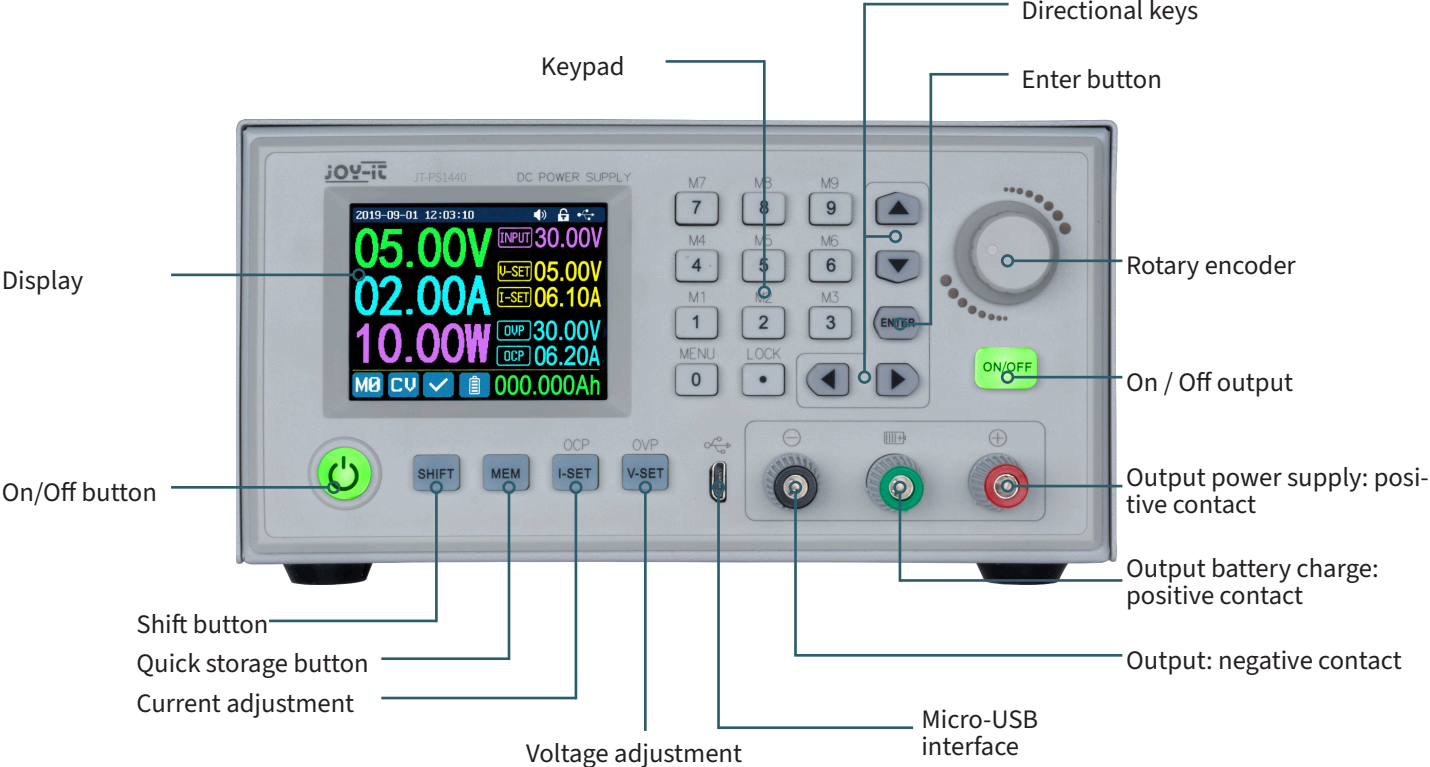 Directional keys
Keypad
Enter button
JOY-iT JT-PS1440 DC POWER SUPPLY
2019-09-01 12:03:10
05.00V
INPUT 30.00V
V-SET 05.00V
02.00A
I-SET 06.10A
10.00W
OVP 30.00V
OCP 06.20A
M0 CV 000.000Ah
M7 M8 M9
7 8 9
M4 M5 M6
4 5 6
M1 M2 M3
1 2 3
ENTER
MENU LOCK
0 •
ON/OFF
Display
Rotary encoder
On / Off output
OCP OVP
SHIFT MEM I-SET V-SET
On/Off button
Output power supply: posi-
tive contact
Output battery charge:
positive contact
Shift button
Quick storage button
Output: negative contact
Current adjustment
Micro-USB
interface
Voltage adjustment